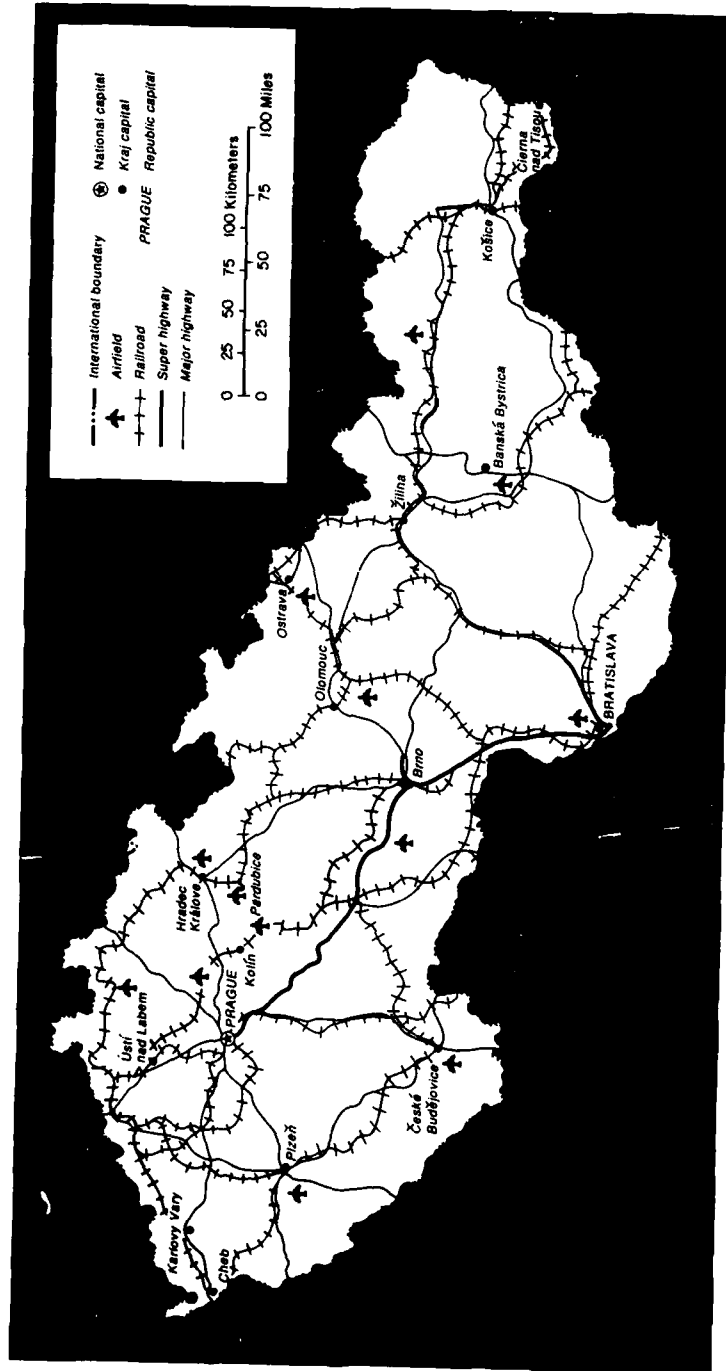 International boundary
Airfield
Railroad
Super highway
Major highway
National capital
Kraj capital
PRAGUE Republic capital
0 25 50 75 100 Kilometers
0 25 50 75 100 Miles
Karlovy Vary
Cheb
Ústí
nad Labem
PRAGUE
Plzeň
České
Budějovice
Kolín
Hradec
Králove
Pardubice
Brno
Olomouc
Ostrava
BRATISLAVA
Žilina
Banská Bystrica
Košice
Čierna
nad Tisou